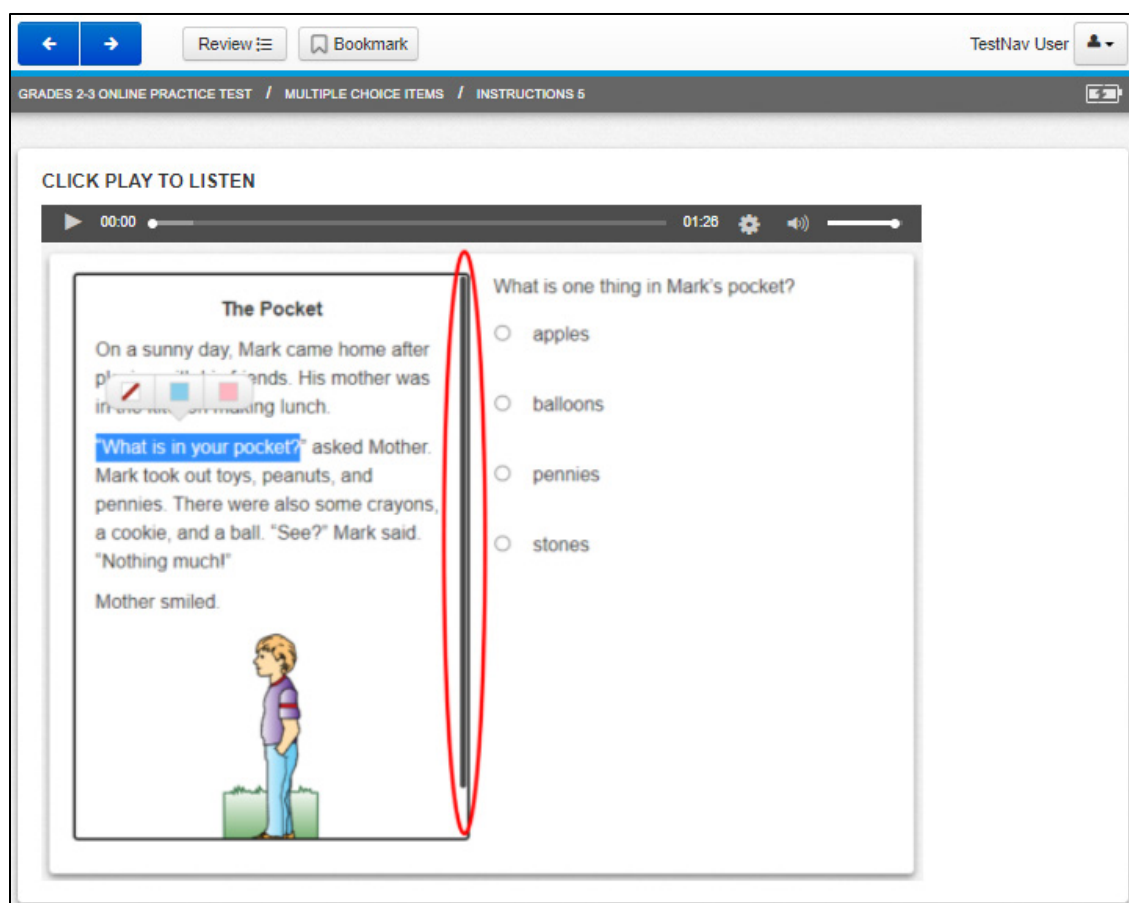 Review Bookmark TestNav User
GRADES 2-3 ONLINE PRACTICE TEST / MULTIPLE CHOICE ITEMS / INSTRUCTIONS 5
CLICK PLAY TO LISTEN
00:00 01:26
The Pocket
On a sunny day, Mark came home after
His mother was
lunch.
"What is in your pocket?" asked Mother.
Mark took out toys, peanuts, and
pennies. There were also some crayons,
a cookie, and a ball. “See?” Mark said.
“Nothing much!”
Mother smiled.
What is one thing in Mark’s pocket?
apples
balloons
pennies
stones